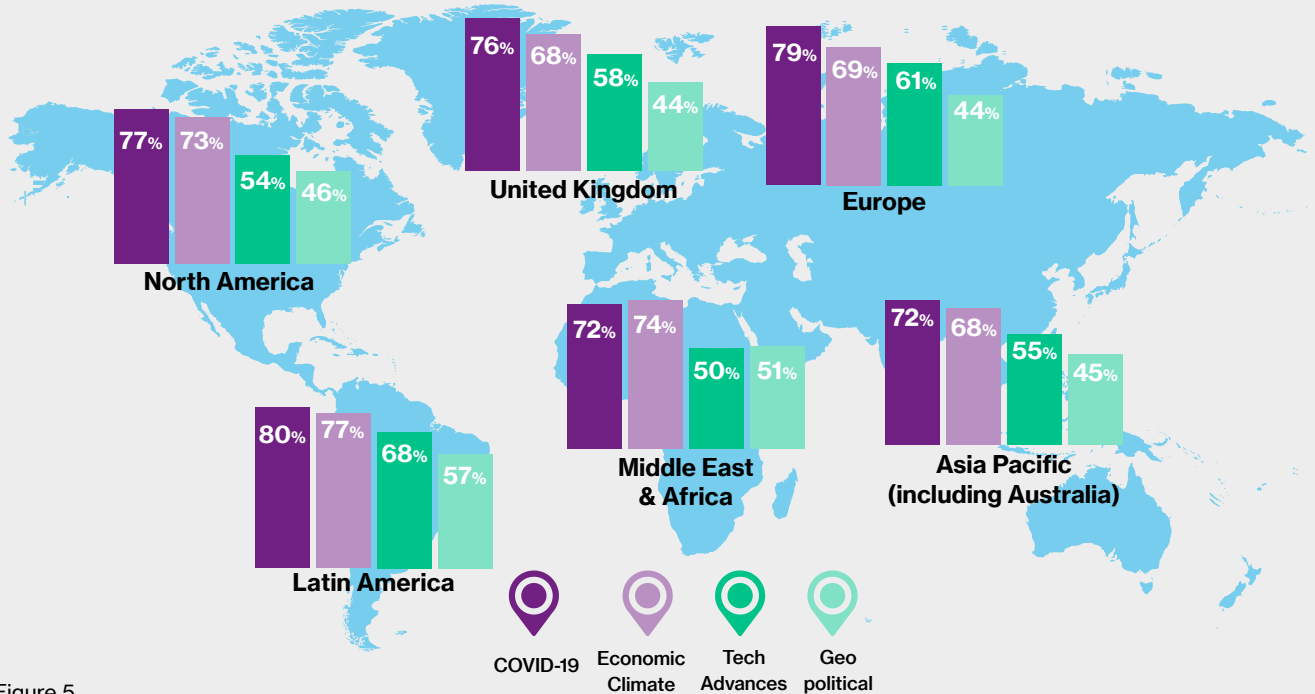 76%
68%
58%
44%
United Kingdom
79%
69%
61%
44%
Europe
77%
73%
54%
46%
North America
72%
74%
50%
51%
Middle East
& Africa
72%
68%
55%
45%
Asia Pacific
(including Australia)
80%
77%
68%
57%
Latin America
COVID-19
Economic
Climate
Tech
Advances
Geo
political
Figure 5